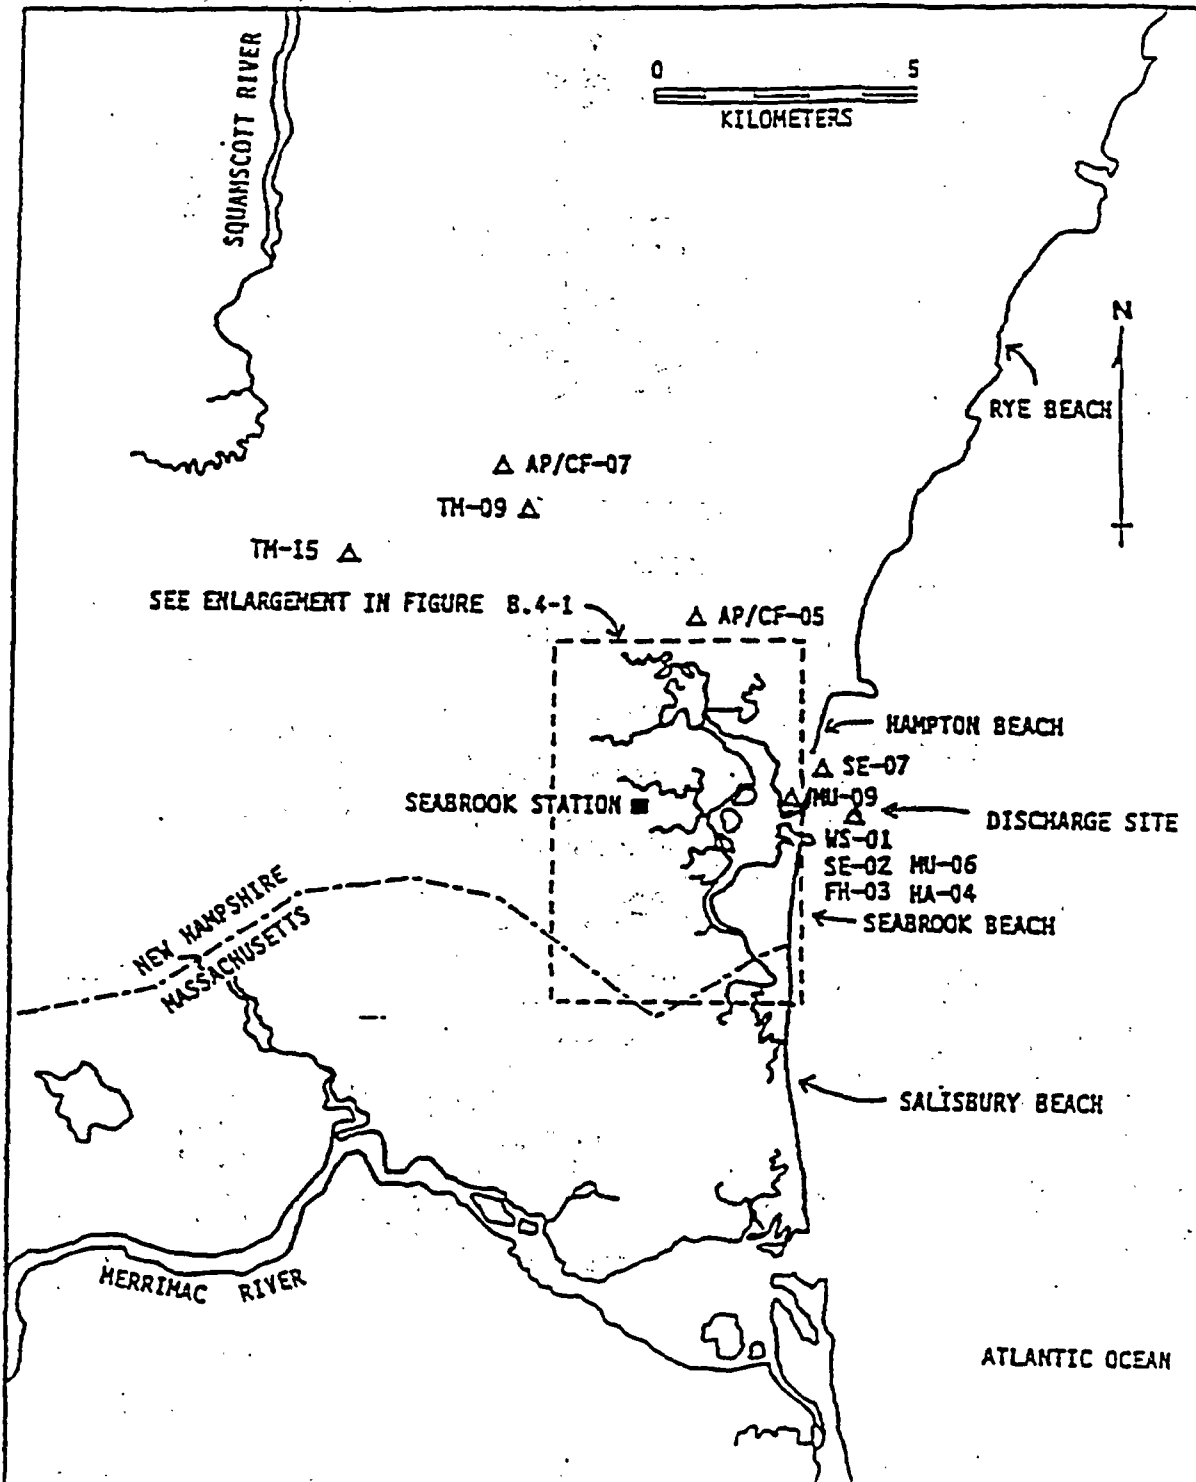 0 5
KILOMETERS
SQUAMSCOTT RIVER
N
RYE BEACH
AP/CF-07
TM-09
TM-15
SEE ENLARGEMENT IN FIGURE B.4-1
AP/CF-05
HAMPTON BEACH
SE-07
SEABROOK STATION
MU-09
DISCHARGE SITE
WS-01
SE-02 MU-06
FH-03 HA-04
SEABROOK BEACH
NEW HAMPSHIRE
MASSACHUSETTS
SALISBURY BEACH
MERRIMAC RIVER
ATLANTIC OCEAN